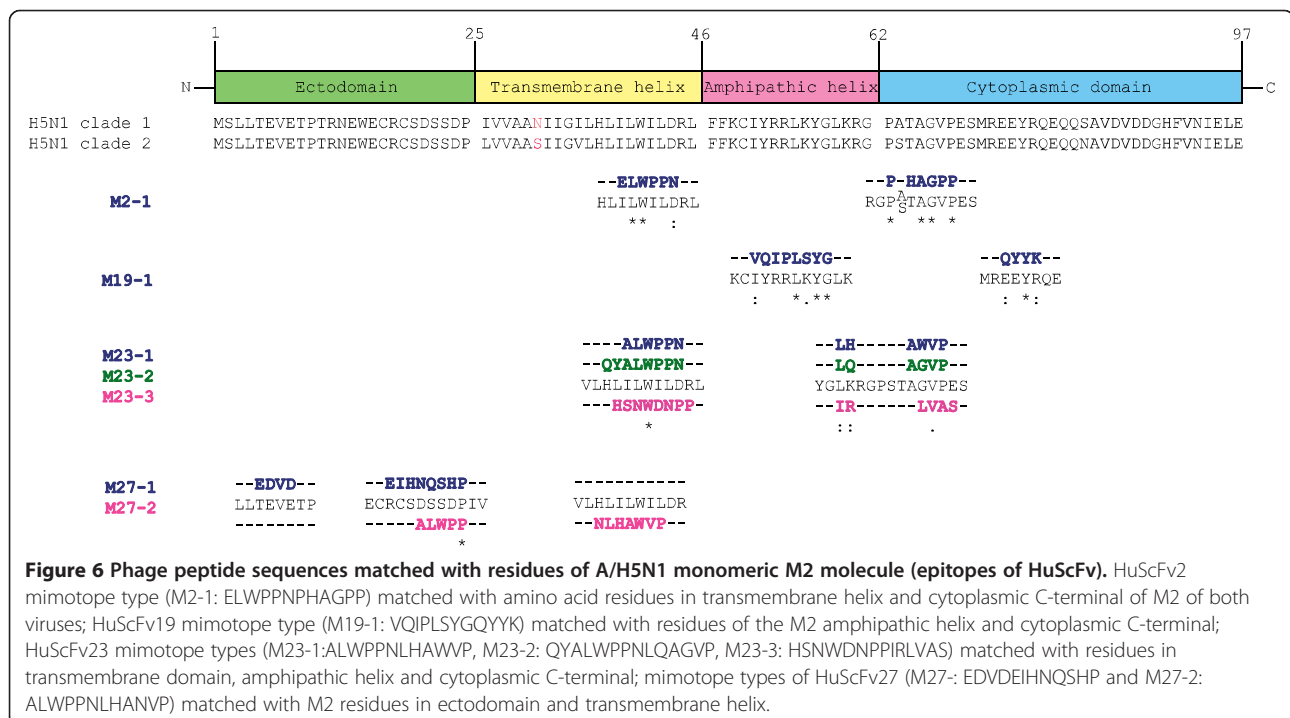 1 25 46 62 97
N Ectodomain Transmembrane helix Amphipathic helix Cytoplasmic domain C
H5N1 clade 1 MSLLTEVETPTRNEWECRCSDSSDP IVVAANIIGILHLILWILDRL FFKCIYRRLKYGLKRG PATAGVPESMREEYRQEQQSAVDVDDGHFVNIELE
H5N1 clade 2 MSLLTEVETPTRNEWECRCSDSSDP LVVAASIIGVLHLILWILDRL FFKCIYRRLKYGLKRG PSTAGVPESMREEYRQEQQNAVDVDDGHFVNIELE
--ELWPPN-- --P-HAGPP--
M2-1 HLILWILDRL RGPASTAGVPES
** : * ** *
--VQIPLSYG-- --QYYK--
M19-1 KCIYRRLKYGLK MREEYRQE
: *.** : *:
M23-1 ----ALWPPN-- --LH-----AWVP--
M23-2 --QYALWPPN-- --LQ-----AGVP--
VLHLILWILDRL YGLKRGPSTAGVPES
M23-3 ---HSNWDNPP-- --IR------LVAS--
* :: .
M27-1 --EDVD-- --EIHNQSHP-- ----------
M27-2 LLTEVETP ECRCSDSSDPIV VLHLILWILDR
-------- -----ALWPP-- --NLHAWVP--
*
Figure 6 Phage peptide sequences matched with residues of A/H5N1 monomeric M2 molecule (epitopes of HuScFv). HuScFv2
mimotope type (M2-1: ELWPPNPHAGPP) matched with amino acid residues in transmembrane helix and cytoplasmic C-terminal of M2 of both
viruses; HuScFv19 mimotope type (M19-1: VQIPLSYGQYYK) matched with residues of the M2 amphipathic helix and cytoplasmic C-terminal;
HuScFv23 mimotope types (M23-1:ALWPPNLHAWVP, M23-2: QYALWPPNLQAGVP, M23-3: HSNWDNPPIRLVAS) matched with residues in
transmembrane domain, amphipathic helix and cytoplasmic C-terminal; mimotope types of HuScFv27 (M27-: EDVDEIHNQSHP and M27-2:
ALWPPNLHANVP) matched with M2 residues in ectodomain and transmembrane helix.